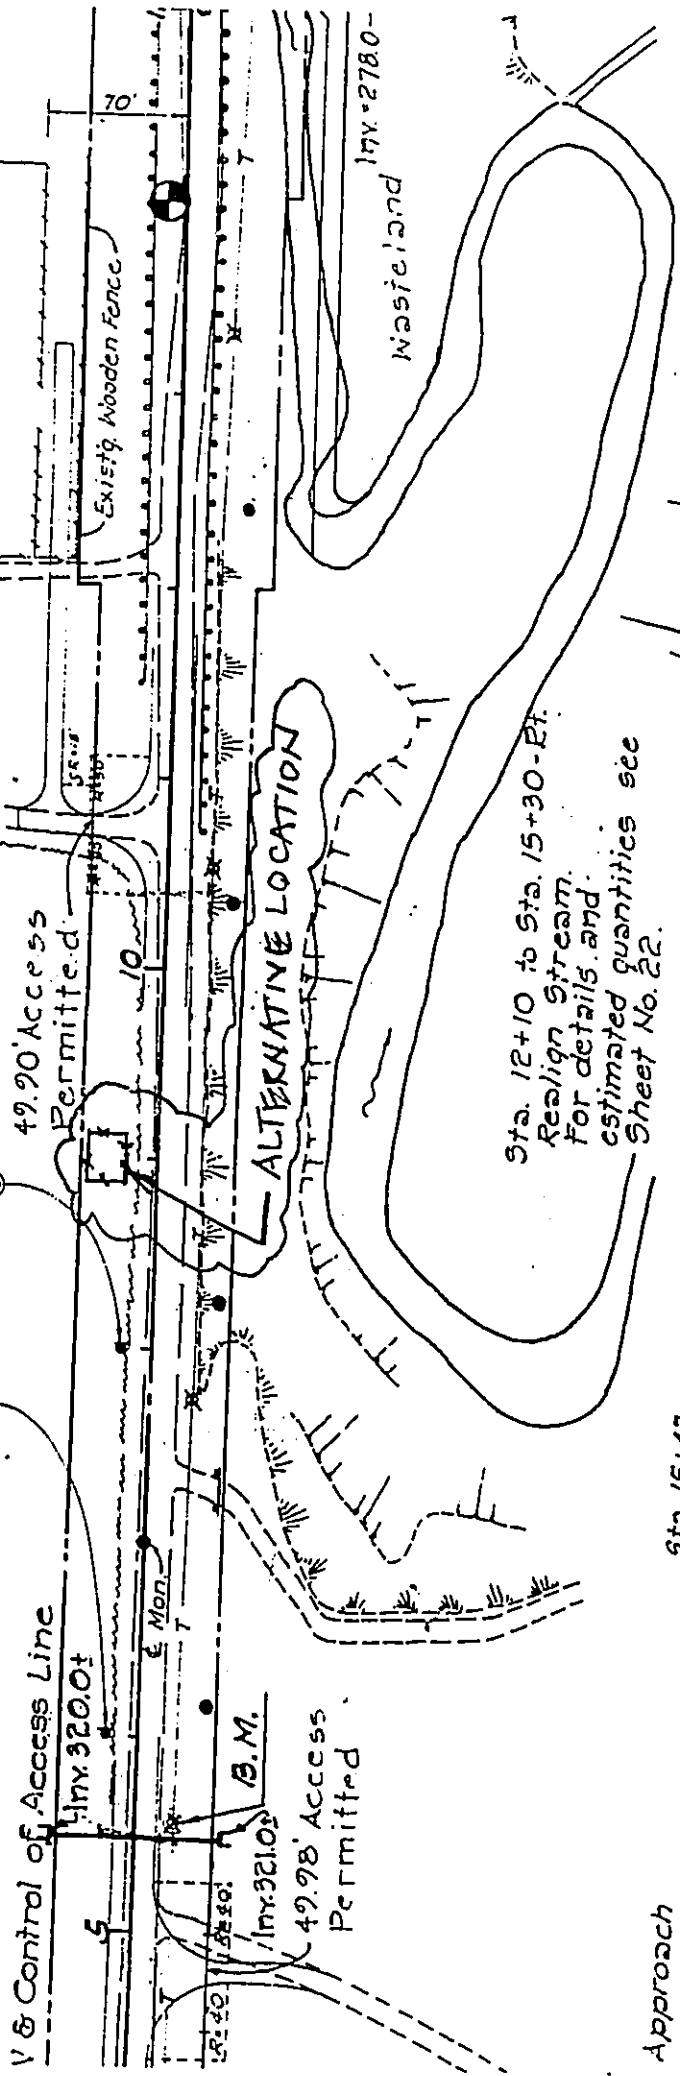 V & Control of Access Line
Inv. 320.0±
5
R=40
49.98' Access
Permitted
Inv. 321.0±
B.M.
Mon.
T
T
49.90' Access
Permitted
10
ALTERNATIVE LOCATION
Exist'g. Wooden Fence
70'
T
Inv. = 278.0
Wasteland
Sta. 12+10 to Sta. 15+30-Rt.
Realign stream.
For details and
estimated quantities see
Sheet No. 22.
Approach